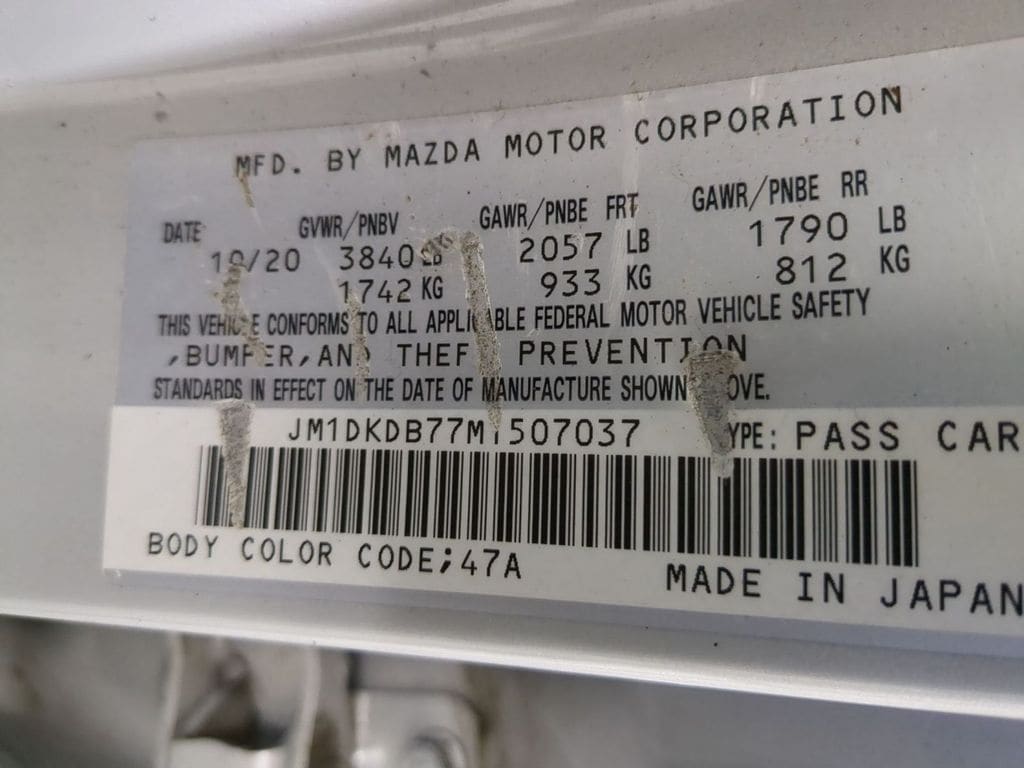 MFD. BY MAZDA MOTOR CORPORATION
DATE GVWR/PNBV GAWR/PNBE FRT GAWR/PNBE RR
10/20 3840 LB 2057 LB 1790 LB
1742 KG 933 KG 812 KG
THIS VEHICLE CONFORMS TO ALL APPLICABLE FEDERAL MOTOR VEHICLE SAFETY
,BUMPER,AND THEFT PREVENTION
STANDARDS IN EFFECT ON THE DATE OF MANUFACTURE SHOWN ABOVE.
JM1DKDB77M1507037 TYPE: PASS CAR
BODY COLOR CODE;47A
MADE IN JAPAN